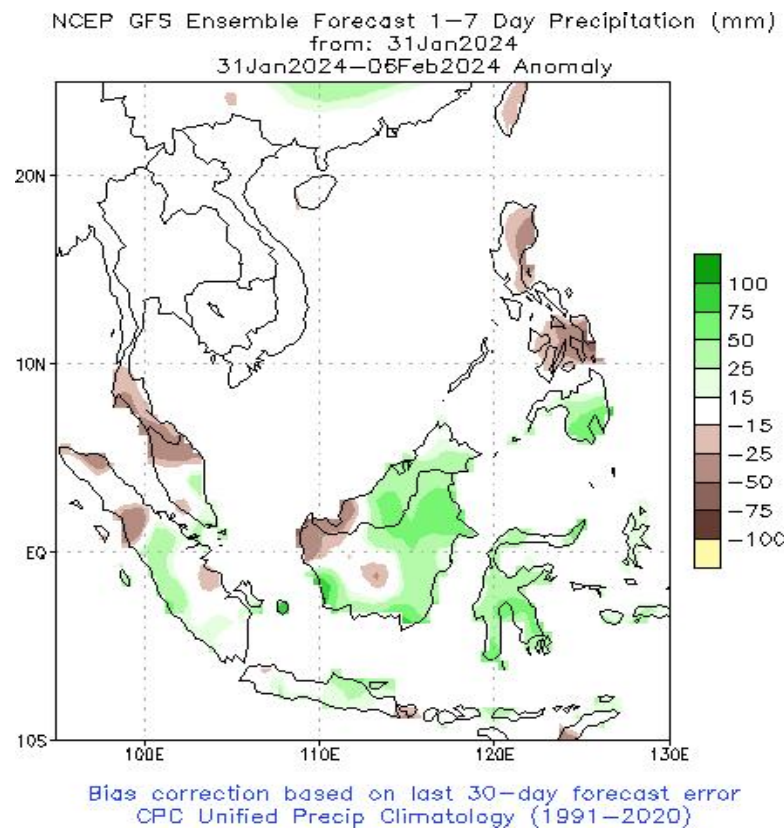 NCEP GFS Ensemble Forecast 1-7 Day Precipitation (mm)
from: 31Jan2024
31Jan2024-06Feb2024 Anomaly
20N
10N
EQ
10S
100E
110E
120E
130E
100
75
50
25
15
-15
-25
-50
-75
-100
Bias correction based on last 30-day forecast error
CPC Unified Precip Climatology (1991-2020)